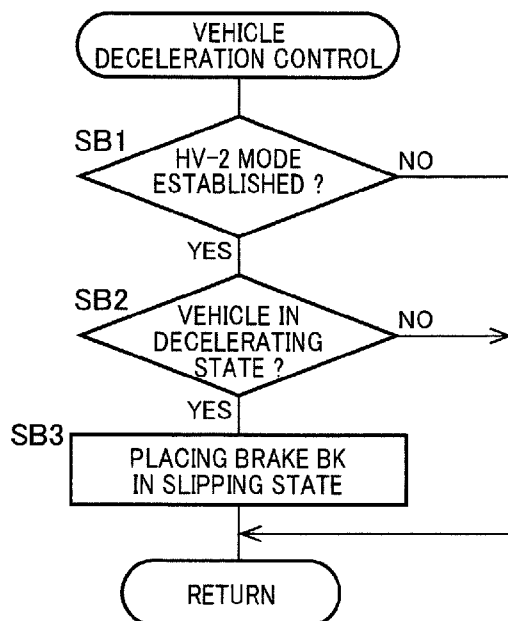 VEHICLE
DECELERATION CONTROL
SB1
HV-2 MODE
ESTABLISHED ?
NO
YES
SB2
VEHICLE IN
DECELERATING
STATE ?
NO
YES
SB3
PLACING BRAKE BK
IN SLIPPING STATE
RETURN